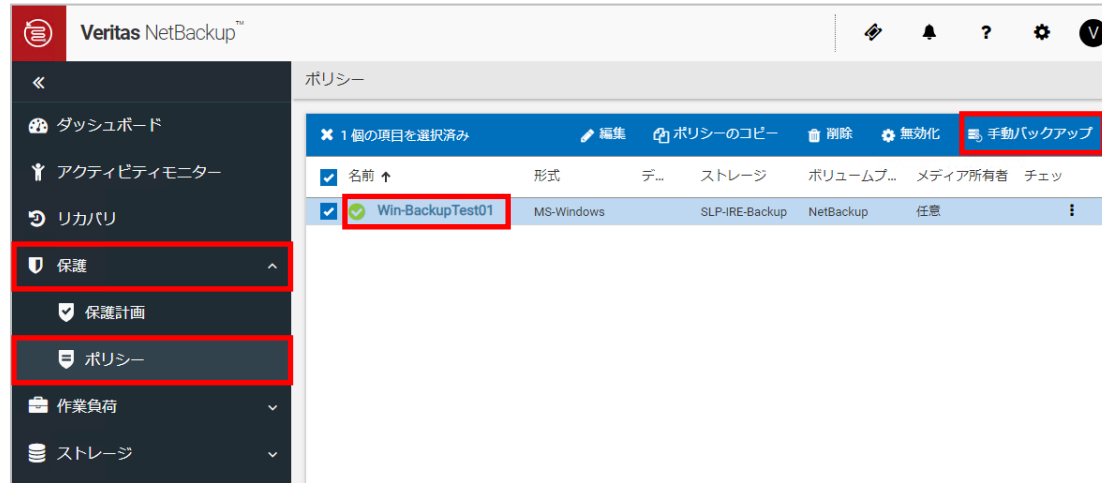 Veritas NetBackup™
?
V
ポリシー
ダッシュボード
アクティビティモニター
リカバリ
保護
保護計画
ポリシー
作業負荷
ストレージ
1 個の項目を選択済み 編集 ポリシーのコピー 削除 無効化 手動バックアップ
名前 ↑ 形式 デ... ストレージ ボリュームプ... メディア所有者 チェッ
Win-BackupTest01 MS-Windows SLP-IRE-Backup NetBackup 任意